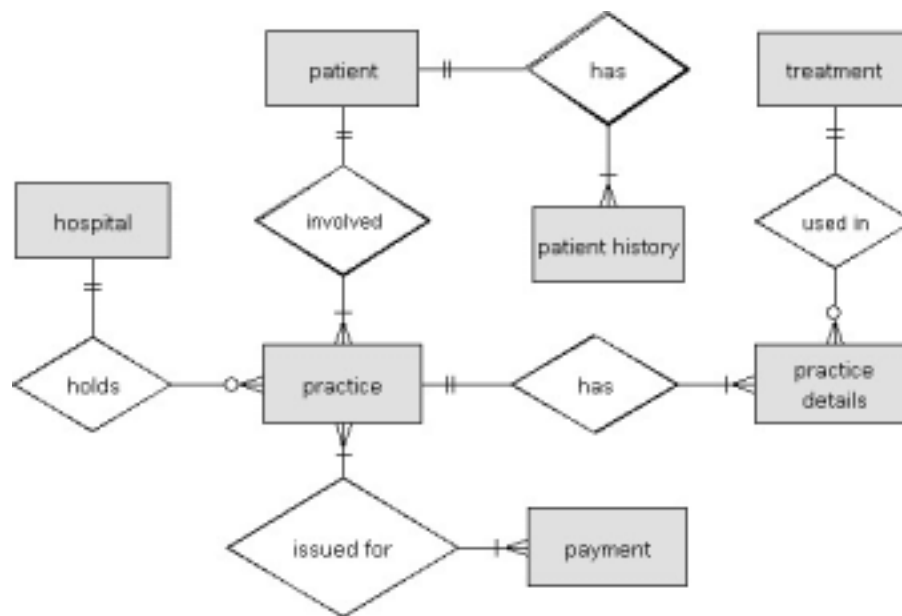 patient
has
treatment
hospital
involved
patient history
used in
holds
practice
has
practice
details
issued for
payment